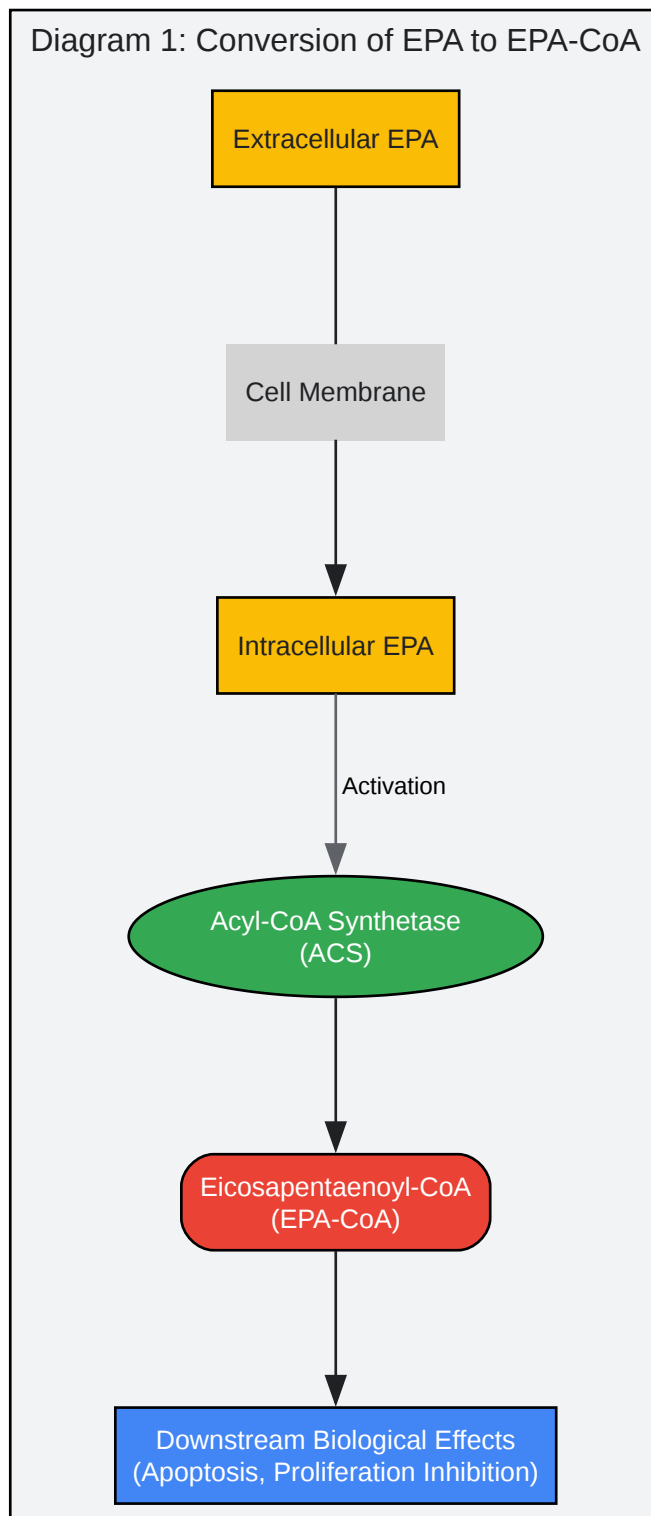 Diagram 1: Conversion of EPA to EPA-CoA
Extracellular EPA
Cell Membrane
Intracellular EPA
Activation
Acyl-CoA Synthetase
(ACS)
Eicosapentaenoyl-CoA
(EPA-CoA)
Downstream Biological Effects
(Apoptosis, Proliferation Inhibition)